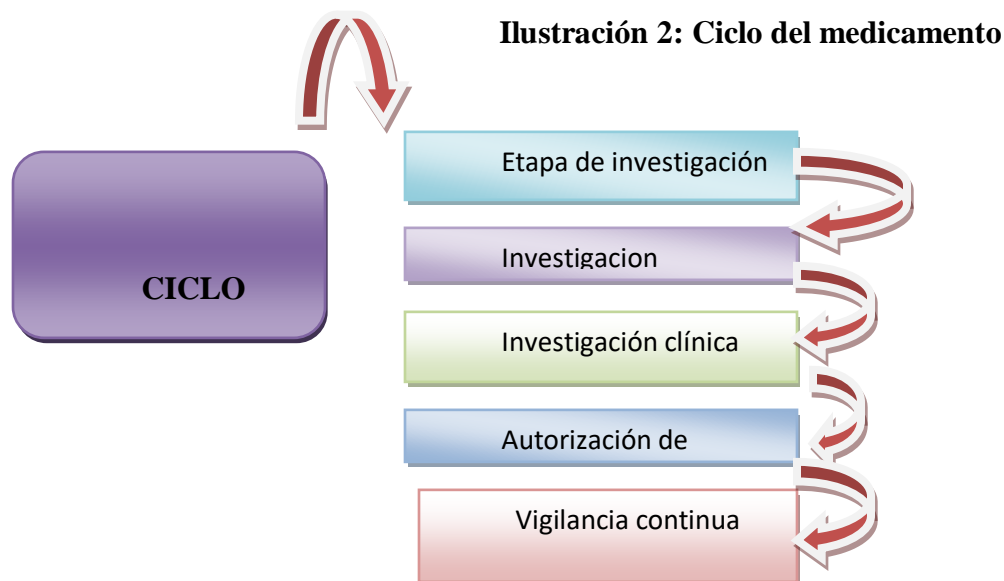 Ilustración 2: Ciclo del medicamento
Etapa de investigación
Investigacion
CICLO
Investigación clínica
Autorización de
Vigilancia continua